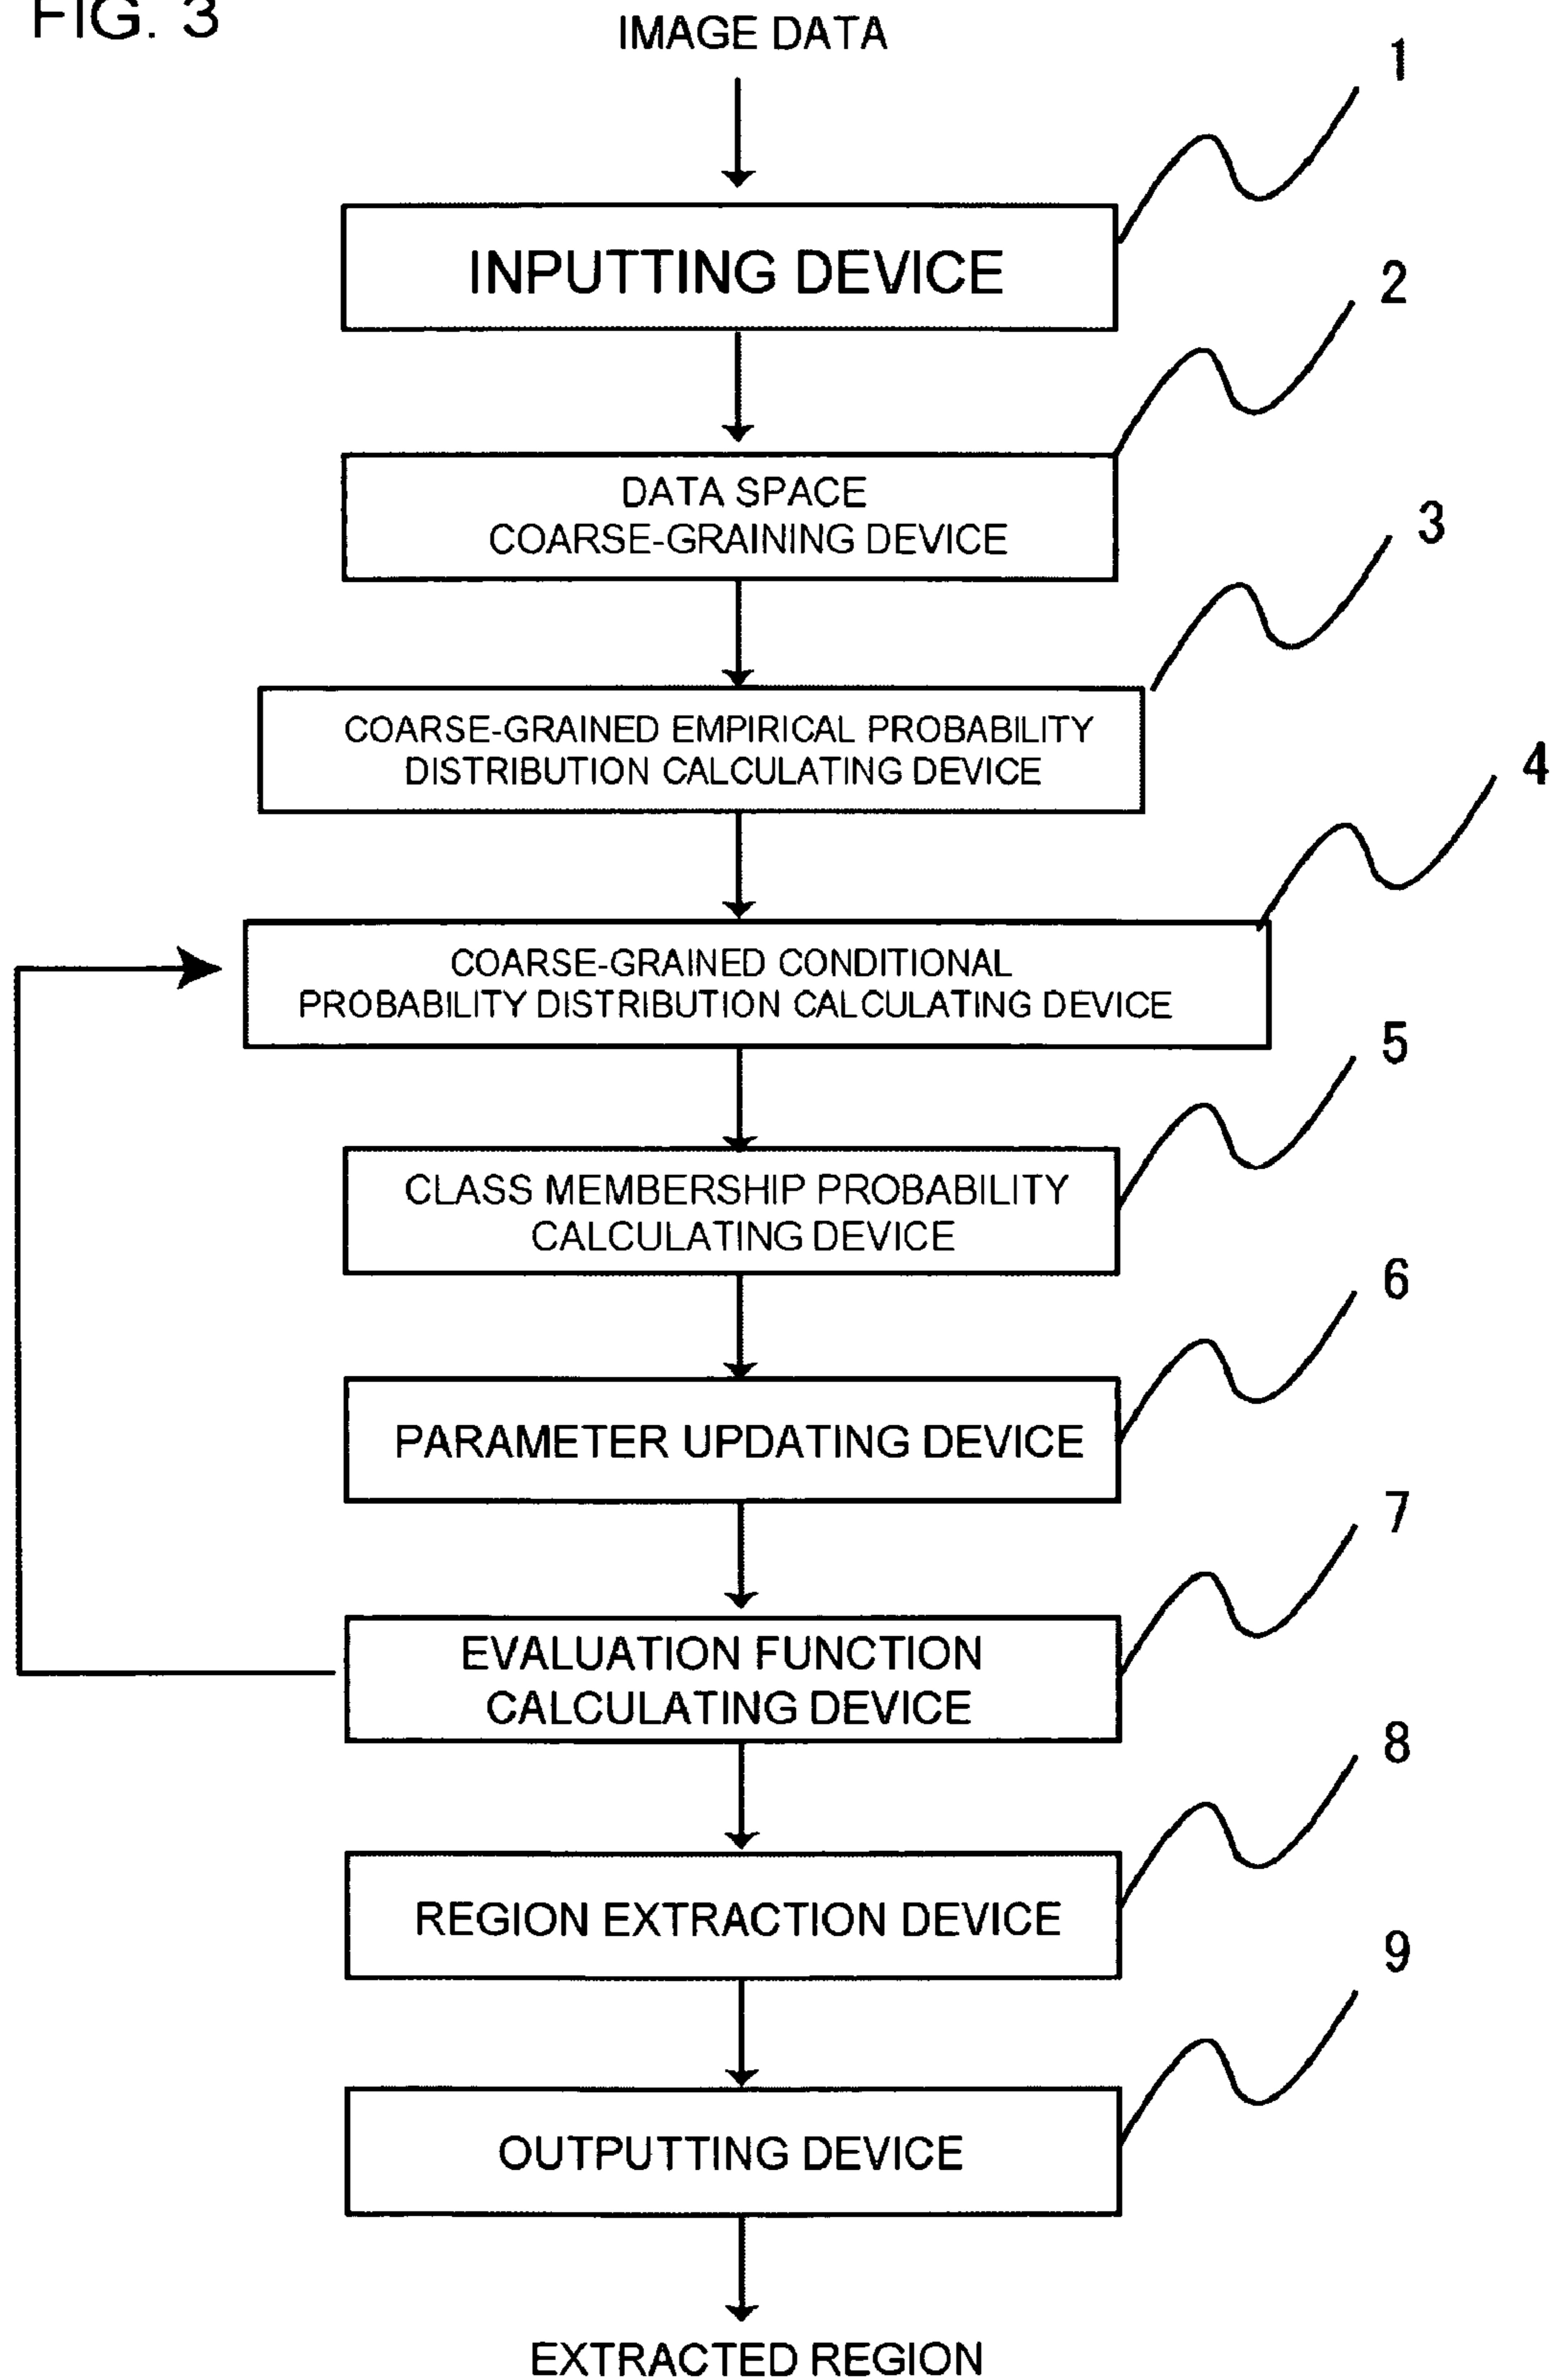 FIG. 3
IMAGE DATA
1
INPUTTING DEVICE
2
DATA SPACE
COARSE-GRAINING DEVICE
3
COARSE-GRAINED EMPIRICAL PROBABILITY
DISTRIBUTION CALCULATING DEVICE
4
COARSE-GRAINED CONDITIONAL
PROBABILITY DISTRIBUTION CALCULATING DEVICE
5
CLASS MEMBERSHIP PROBABILITY
CALCULATING DEVICE
6
PARAMETER UPDATING DEVICE
7
EVALUATION FUNCTION
CALCULATING DEVICE
8
REGION EXTRACTION DEVICE
9
OUTPUTTING DEVICE
EXTRACTED REGION